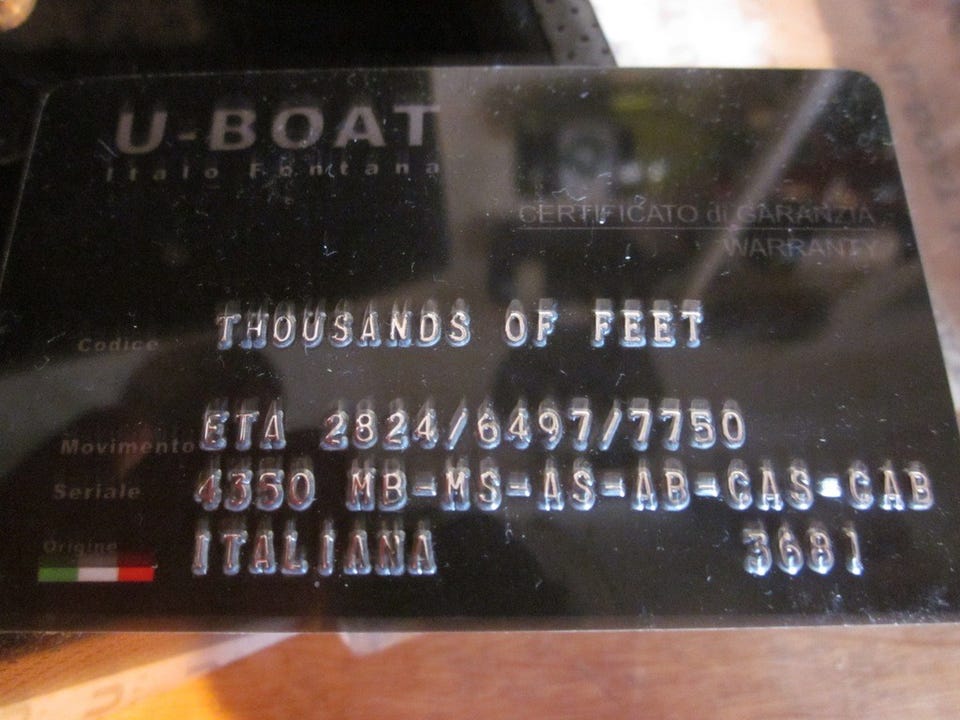 U-BOAT
Italo Fontana
CERTIFICATO di GARANZIA
WARRANTY
Codice THOUSANDS OF FEET
Movimento ETA 2824/6497/7750
Seriale 4350 MB-MS-AS-AB-CAS-CAB
Origine ITALIANA 3681